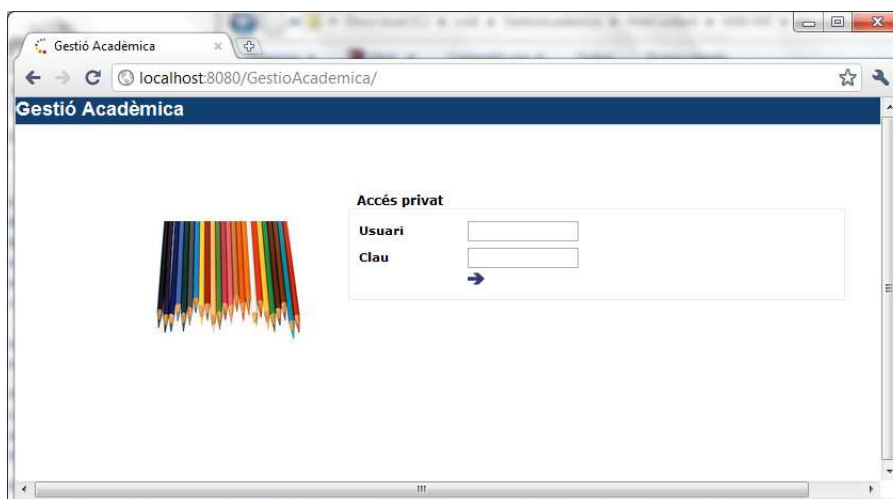 Gestió Acadèmica
localhost:8080/GestioAcademica/
Gestió Acadèmica
Accés privat
Usuari
Clau